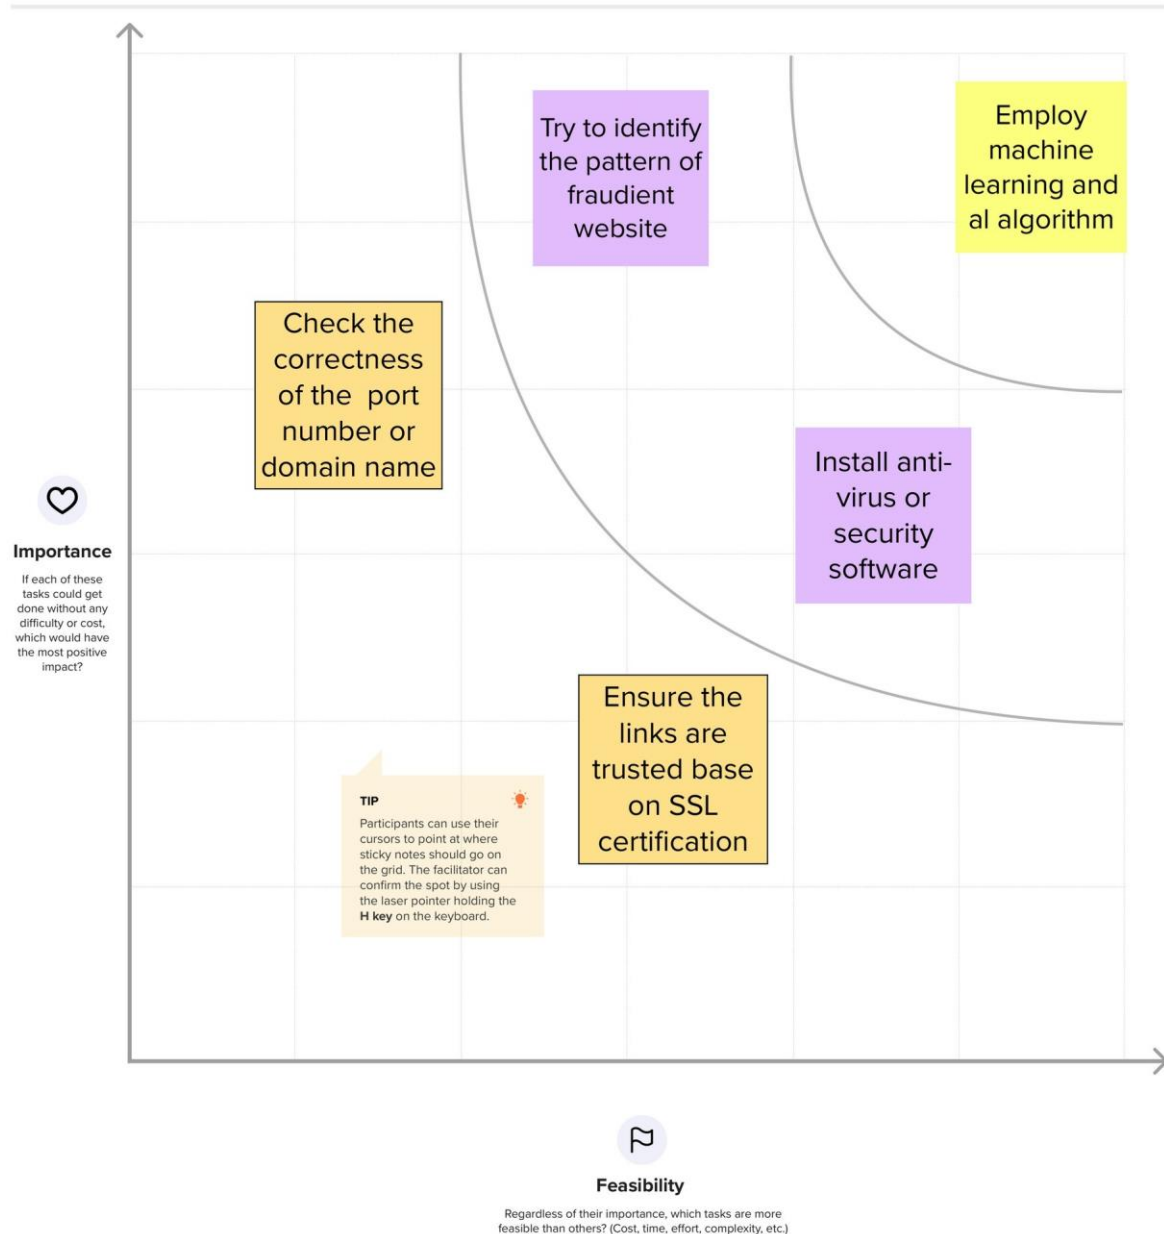 Try to identify
the pattern of
fraudient
website
Employ
machine
learning and
al algorithm
Check the
correctness
of the port
number or
domain name
Install anti-
virus or
security
software
Importance
If each of these
tasks could get
done without any
difficulty or cost,
which would have
the most positive
impact?
Ensure the
links are
trusted base
on SSL
certification
TIP
Participants can use their
cursors to point at where
sticky notes should go on
the grid. The facilitator can
confirm the spot by using
the laser pointer holding the
H key on the keyboard.
Feasibility
Regardless of their importance, which tasks are more
feasible than others? (Cost, time, effort, complexity, etc.)